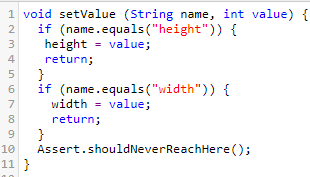 1 void setValue (String name, int value) {
2   if (name.equals("height")) {
3    height = value;
4    return;
5   }
6   if (name.equals("width")) {
7     width = value;
8     return;
9   }
10   Assert.shouldNeverReachHere();
11 }